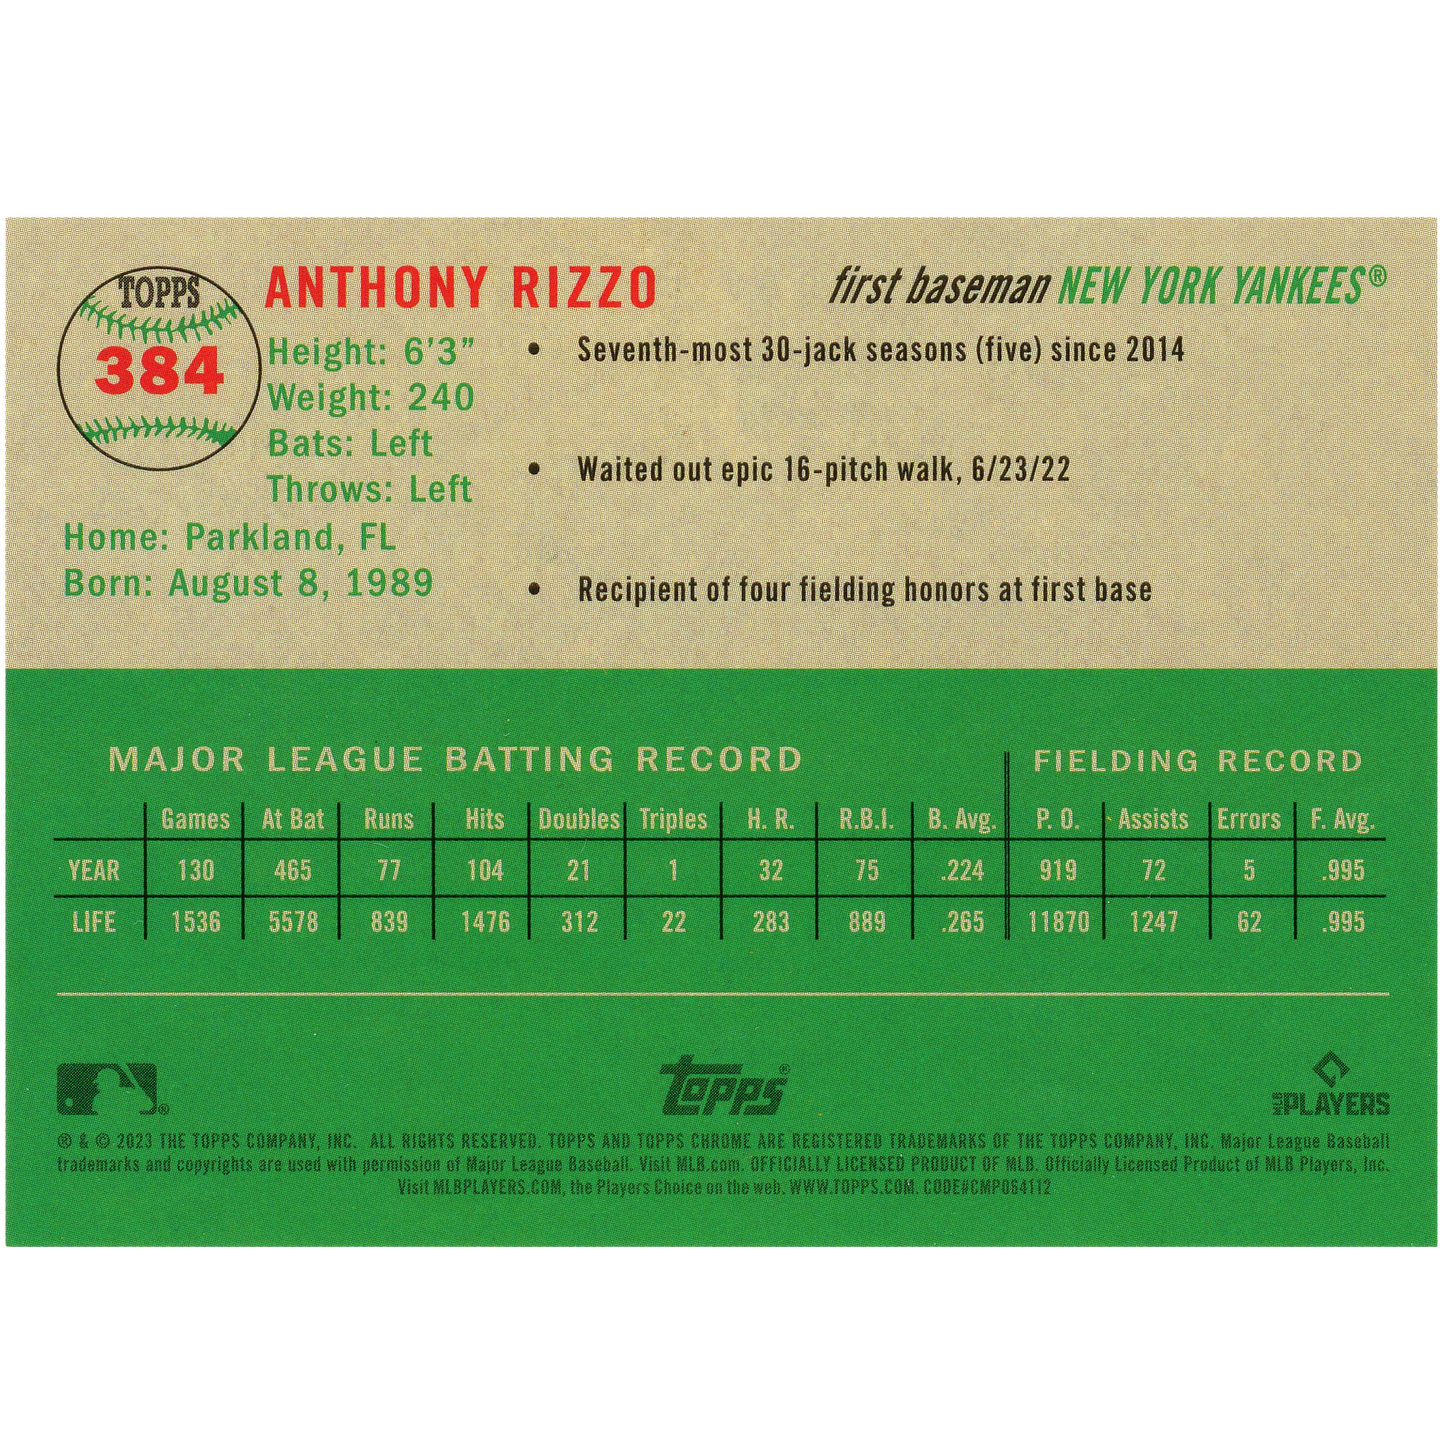 TOPPS
384
ANTHONY RIZZO
first baseman NEW YORK YANKEES®
Height: 6'3"
Weight: 240
Bats: Left
Throws: Left
Home: Parkland, FL
Born: August 8, 1989
• Seventh-most 30-jack seasons (five) since 2014
• Waited out epic 16-pitch walk, 6/23/22
• Recipient of four fielding honors at first base
MAJOR LEAGUE BATTING RECORD FIELDING RECORD
Games At Bat Runs Hits Doubles Triples H. R. R.B.I. B. Avg. P. O. Assists Errors F. Avg.
YEAR 130 465 77 104 21 1 32 75 .224 919 72 5 .995
LIFE 1536 5578 839 1476 312 22 283 889 .265 11870 1247 62 .995
®
TOPPS®
MLB PLAYERS
® & © 2023 THE TOPPS COMPANY, INC. ALL RIGHTS RESERVED. TOPPS AND TOPPS CHROME ARE REGISTERED TRADEMARKS OF THE TOPPS COMPANY, INC. Major League Baseball
trademarks and copyrights are used with permission of Major League Baseball. Visit MLB.com. OFFICIALLY LICENSED PRODUCT OF MLB. Officially Licensed Product of MLB Players, Inc.
Visit MLBPLAYERS.COM, the Players Choice on the web. WWW.TOPPS.COM. CODE#CMP054112